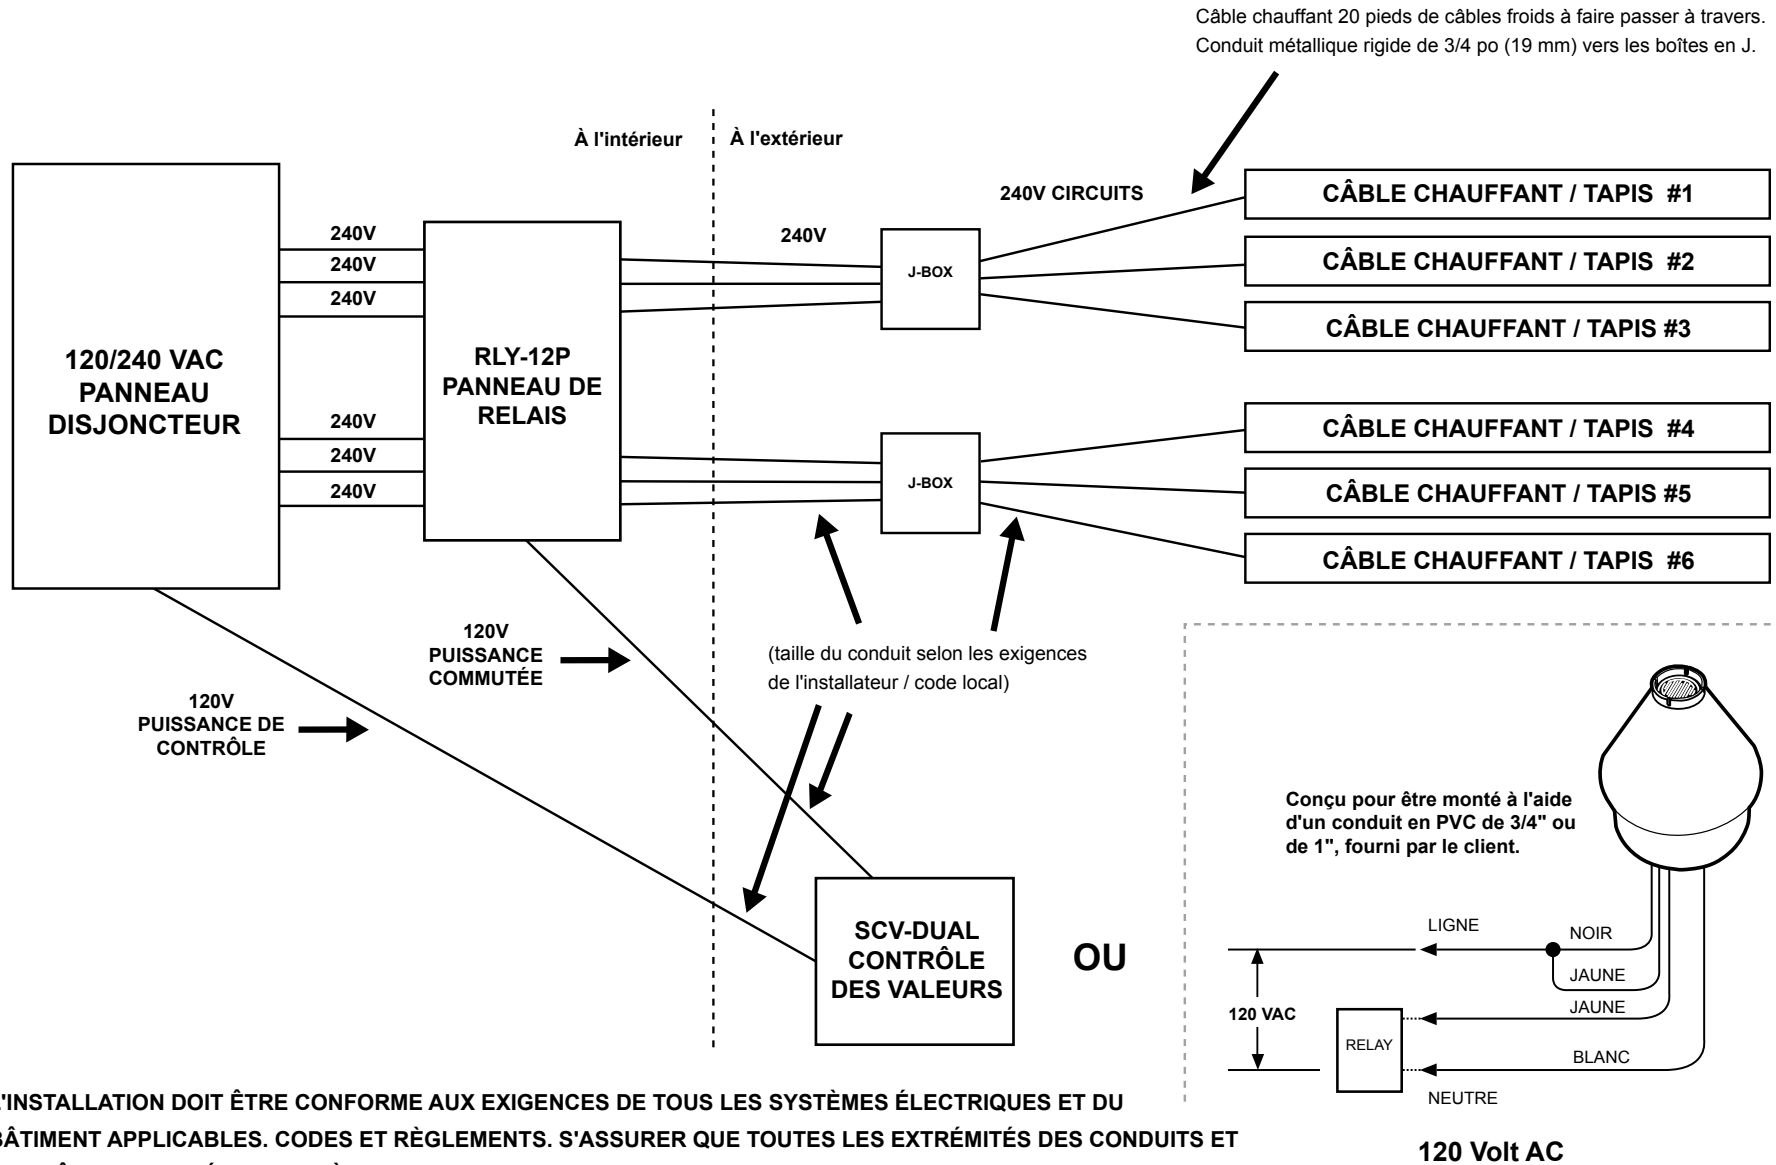 Câble chauffant 20 pieds de câbles froids à faire passer à travers.
Conduit métallique rigide de 3/4 po (19 mm) vers les boîtes en J.
À l'intérieur
À l'extérieur
240V CIRCUITS
120/240 VAC
PANNEAU
DISJONCTEUR
240V
240V
240V
240V
240V
240V
RLY-12P
PANNEAU DE
RELAIS
240V
J-BOX
J-BOX
CÂBLE CHAUFFANT / TAPIS #1
CÂBLE CHAUFFANT / TAPIS #2
CÂBLE CHAUFFANT / TAPIS #3
CÂBLE CHAUFFANT / TAPIS #4
CÂBLE CHAUFFANT / TAPIS #5
CÂBLE CHAUFFANT / TAPIS #6
120V
PUISSANCE
COMMUTÉE
120V
PUISSANCE DE
CONTRÔLE
(taille du conduit selon les exigences
de l'installateur / code local)
SCV-DUAL
CONTRÔLE
DES VALEURS
OU
Conçu pour être monté à l'aide
d'un conduit en PVC de 3/4" ou
de 1", fourni par le client.
LIGNE
NOIR
JAUNE
JAUNE
120 VAC
RELAY
BLANC
NEUTRE
120 Volt AC
'INSTALLATION DOIT ÊTRE CONFORME AUX EXIGENCES DE TOUS LES SYSTÈMES ÉLECTRIQUES ET DU
BÂTIMENT APPLICABLES. CODES ET RÈGLEMENTS. S'ASSURER QUE TOUTES LES EXTRÉMITÉS DES CONDUITS ET